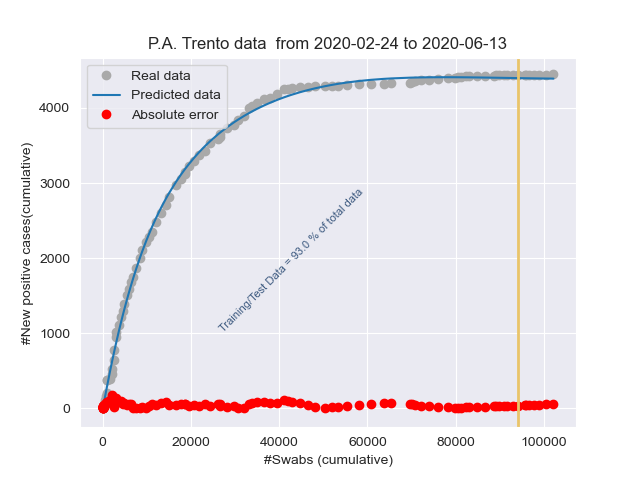 P.A. Trento data  from 2020-02-24 to 2020-06-13
Real data
Predicted data
Absolute error
4000
3000
2000
1000
0
#New positive cases(cumulative)
Training/Test Data = 93.0 % of total data
0
20000
40000
60000
80000
100000
#Swabs (cumulative)